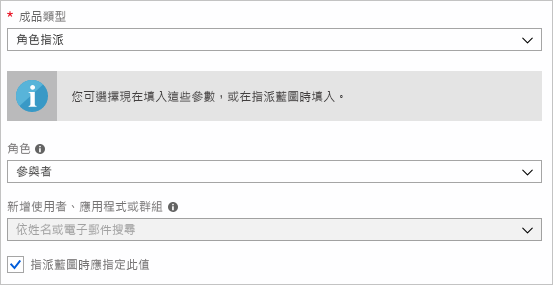 * 成品類型
角色指派
您可選擇現在填入這些參數，或在指派藍圖時填入。
角色
參與者
新增使用者、應用程式或群組
依姓名或電子郵件搜尋
指派藍圖時應指定此值